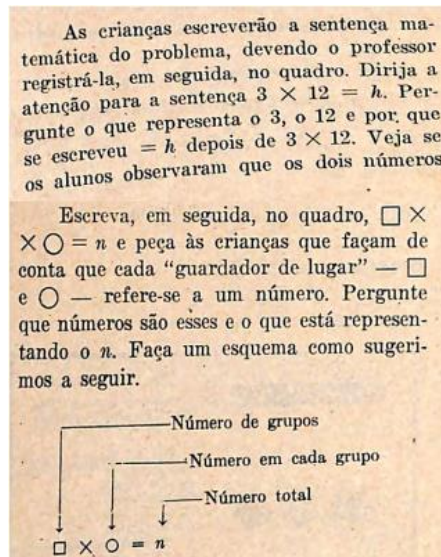 As crianças escreverão a sentença ma-
temática do problema, devendo o professor
registrá-la, em seguida, no quadro. Dirija a
atenção para a sentença 3 × 12 = h. Per-
gunte o que representa o 3, o 12 e por que
se escreveu = h depois de 3 × 12. Veja se
os alunos observaram que os dois números
Escreva, em seguida, no quadro, □ ×
× ○ = n e peça às crianças que façam de
conta que cada “guardador de lugar” — □
e ○ — refere-se a um número. Pergunte
que números são êsses e o que está represen-
tando o n. Faça um esquema como sugeri-
mos a seguir.
Número de grupos
Número em cada grupo
Número total
□ × ○ = n